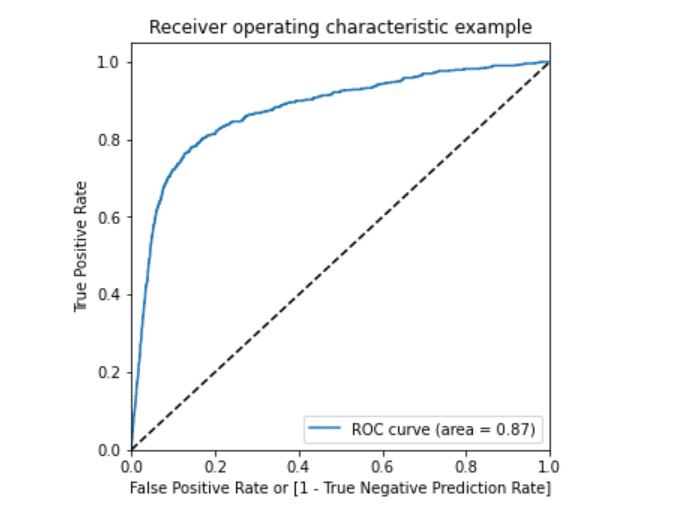 Receiver operating characteristic example
1.0
0.8
0.6
0.4
0.2
0.0
True Positive Rate
ROC curve (area = 0.87)
0.0 0.2 0.4 0.6 0.8 1.0
False Positive Rate or [1 - True Negative Prediction Rate]